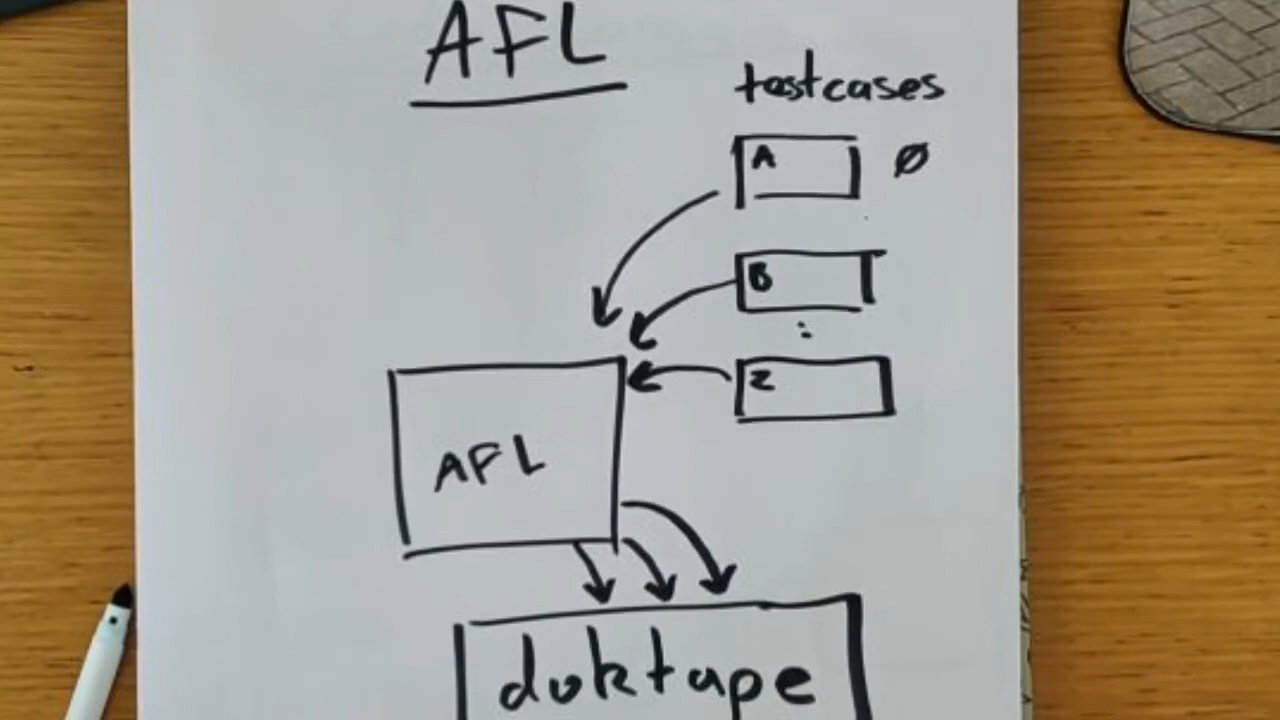 AFL
testcases
A ø
B
:
Z
AFL
duktape